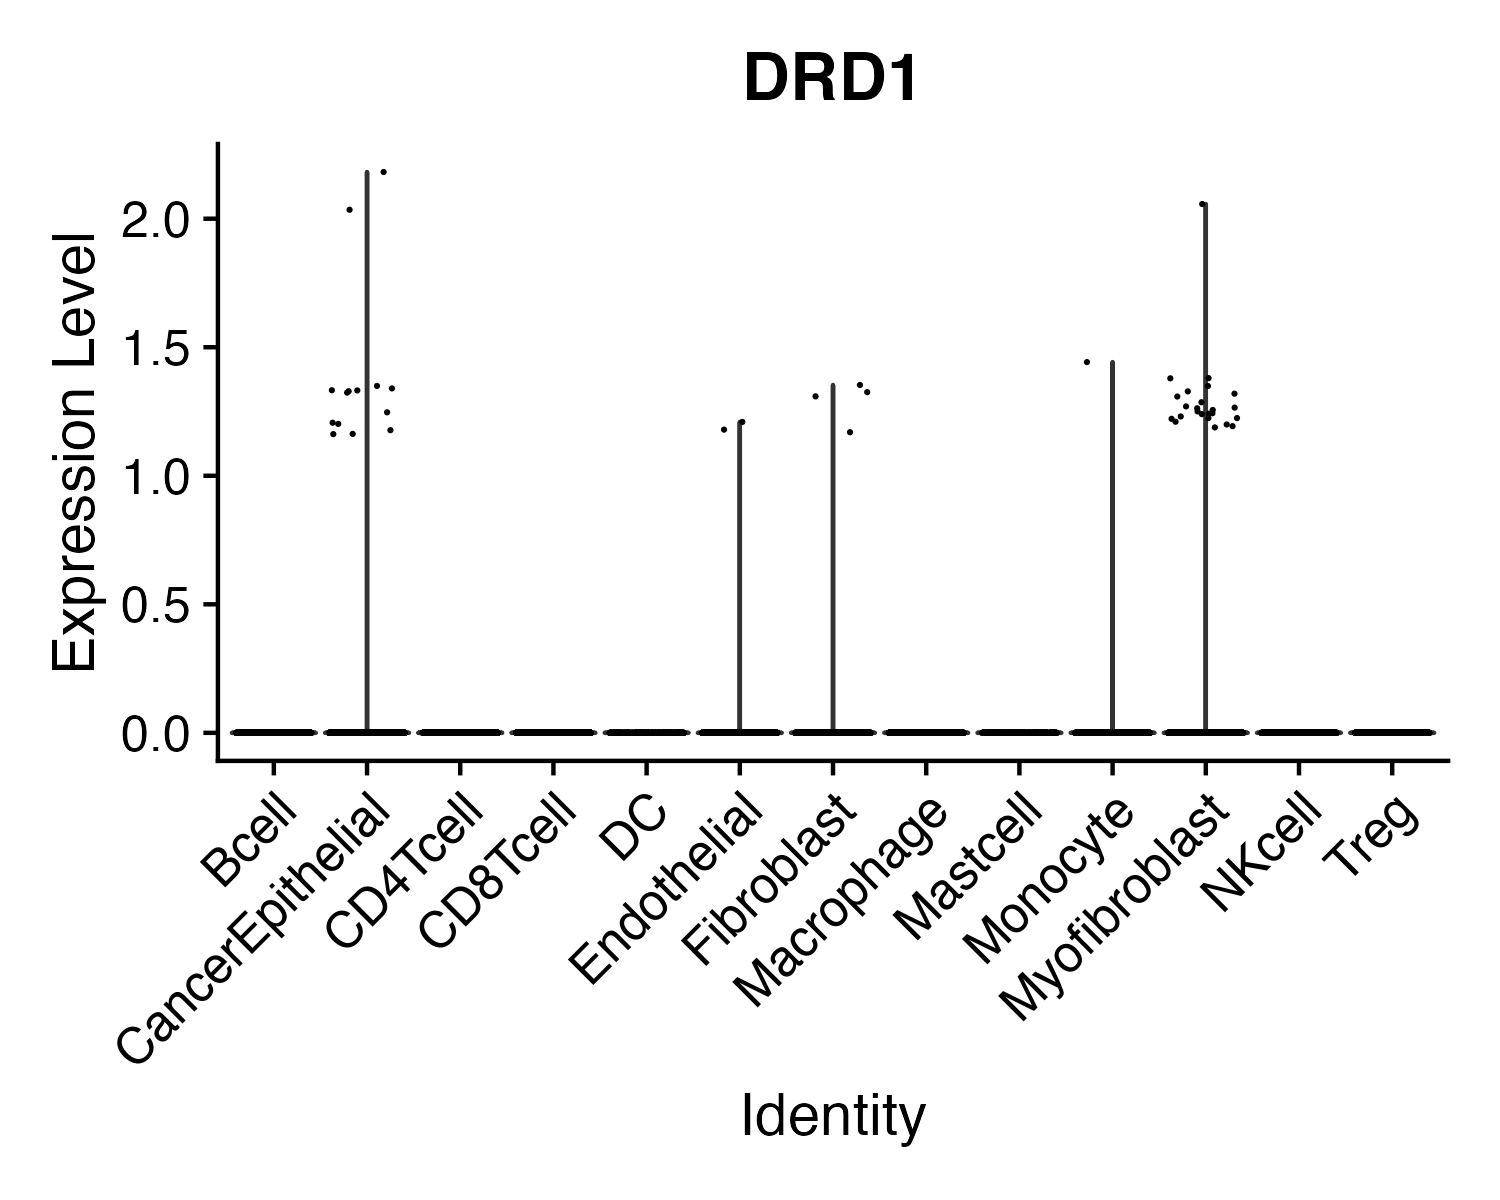 DRD1
Expression Level
2.0
1.5
1.0
0.5
0.0
Bcell
CancerEpithelial
CD4Tcell
CD8Tcell
DC
Endothelial
Fibroblast
Macrophage
Mastcell
Monocyte
Myofibroblast
NKcell
Treg
Identity